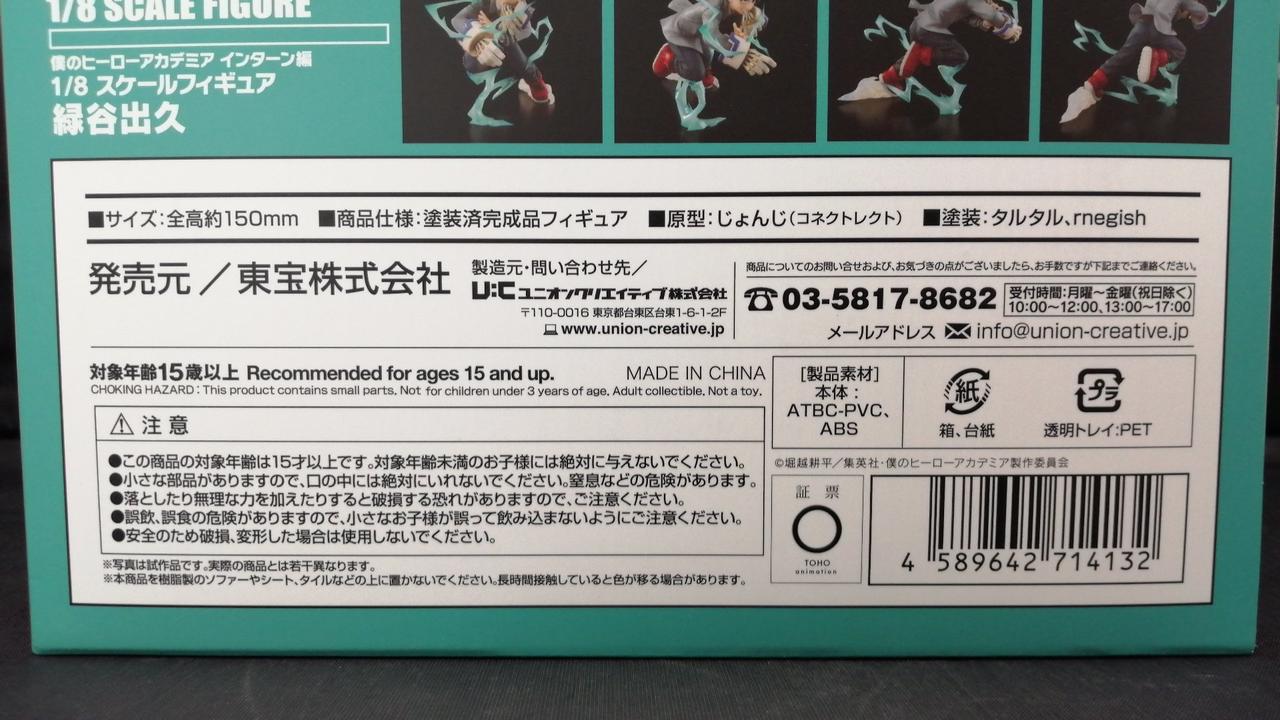 1/8 SCALE FIGURE
僕のヒーローアカデミア インターン編
1/8 スケールフィギュア
緑谷出久
■サイズ:全高約150mm ■商品仕様:塗装済完成品フィギュア ■原型:じょんじ(コネクトレクト) ■塗装:タルタル、rnegish
発売元/東宝株式会社
製造元・問い合わせ先/
U:C ユニオンクリエイティブ株式会社
〒110-0016 東京都台東区台東1-6-1-2F
www.union-creative.jp
商品についてのお問い合せおよび、お気づきの点がございましたら、お手数ですが下記までご連絡ください。
☎03-5817-8682
受付時間:月曜〜金曜(祝日除く)
10:00〜12:00、13:00〜17:00
メールアドレス info@union-creative.jp
対象年齢15歳以上 Recommended for ages 15 and up. MADE IN CHINA
CHOKING HAZARD : This product contains small parts. Not for children under 3 years of age. Adult collectible. Not a toy.
⚠注意
●この商品の対象年齢は15才以上です。対象年齢未満のお子様には絶対に与えないでください。
●小さな部品がありますので、口の中には絶対にいれないでください。窒息などの危険があります。
●落としたり無理な力を加えたりすると破損する恐れがありますので、ご注意ください。
●誤飲、誤食の危険がありますので、小さなお子様が誤って飲み込まないようにご注意ください。
●安全のため破損、変形した場合は使用しないでください。
※写真は試作品です。実際の商品とは若干異なります。
※本商品を樹脂製のソファーやシート、タイルなどの上に置かないでください。長時間接触していると色が移る場合があります。
[製品素材]
本体:
ATBC-PVC、
ABS
紙
箱、台紙
プラ
透明トレイ:PET
©堀越耕平/集英社・僕のヒーローアカデミア製作委員会
証票
TOHO
animation
4 589642 714132